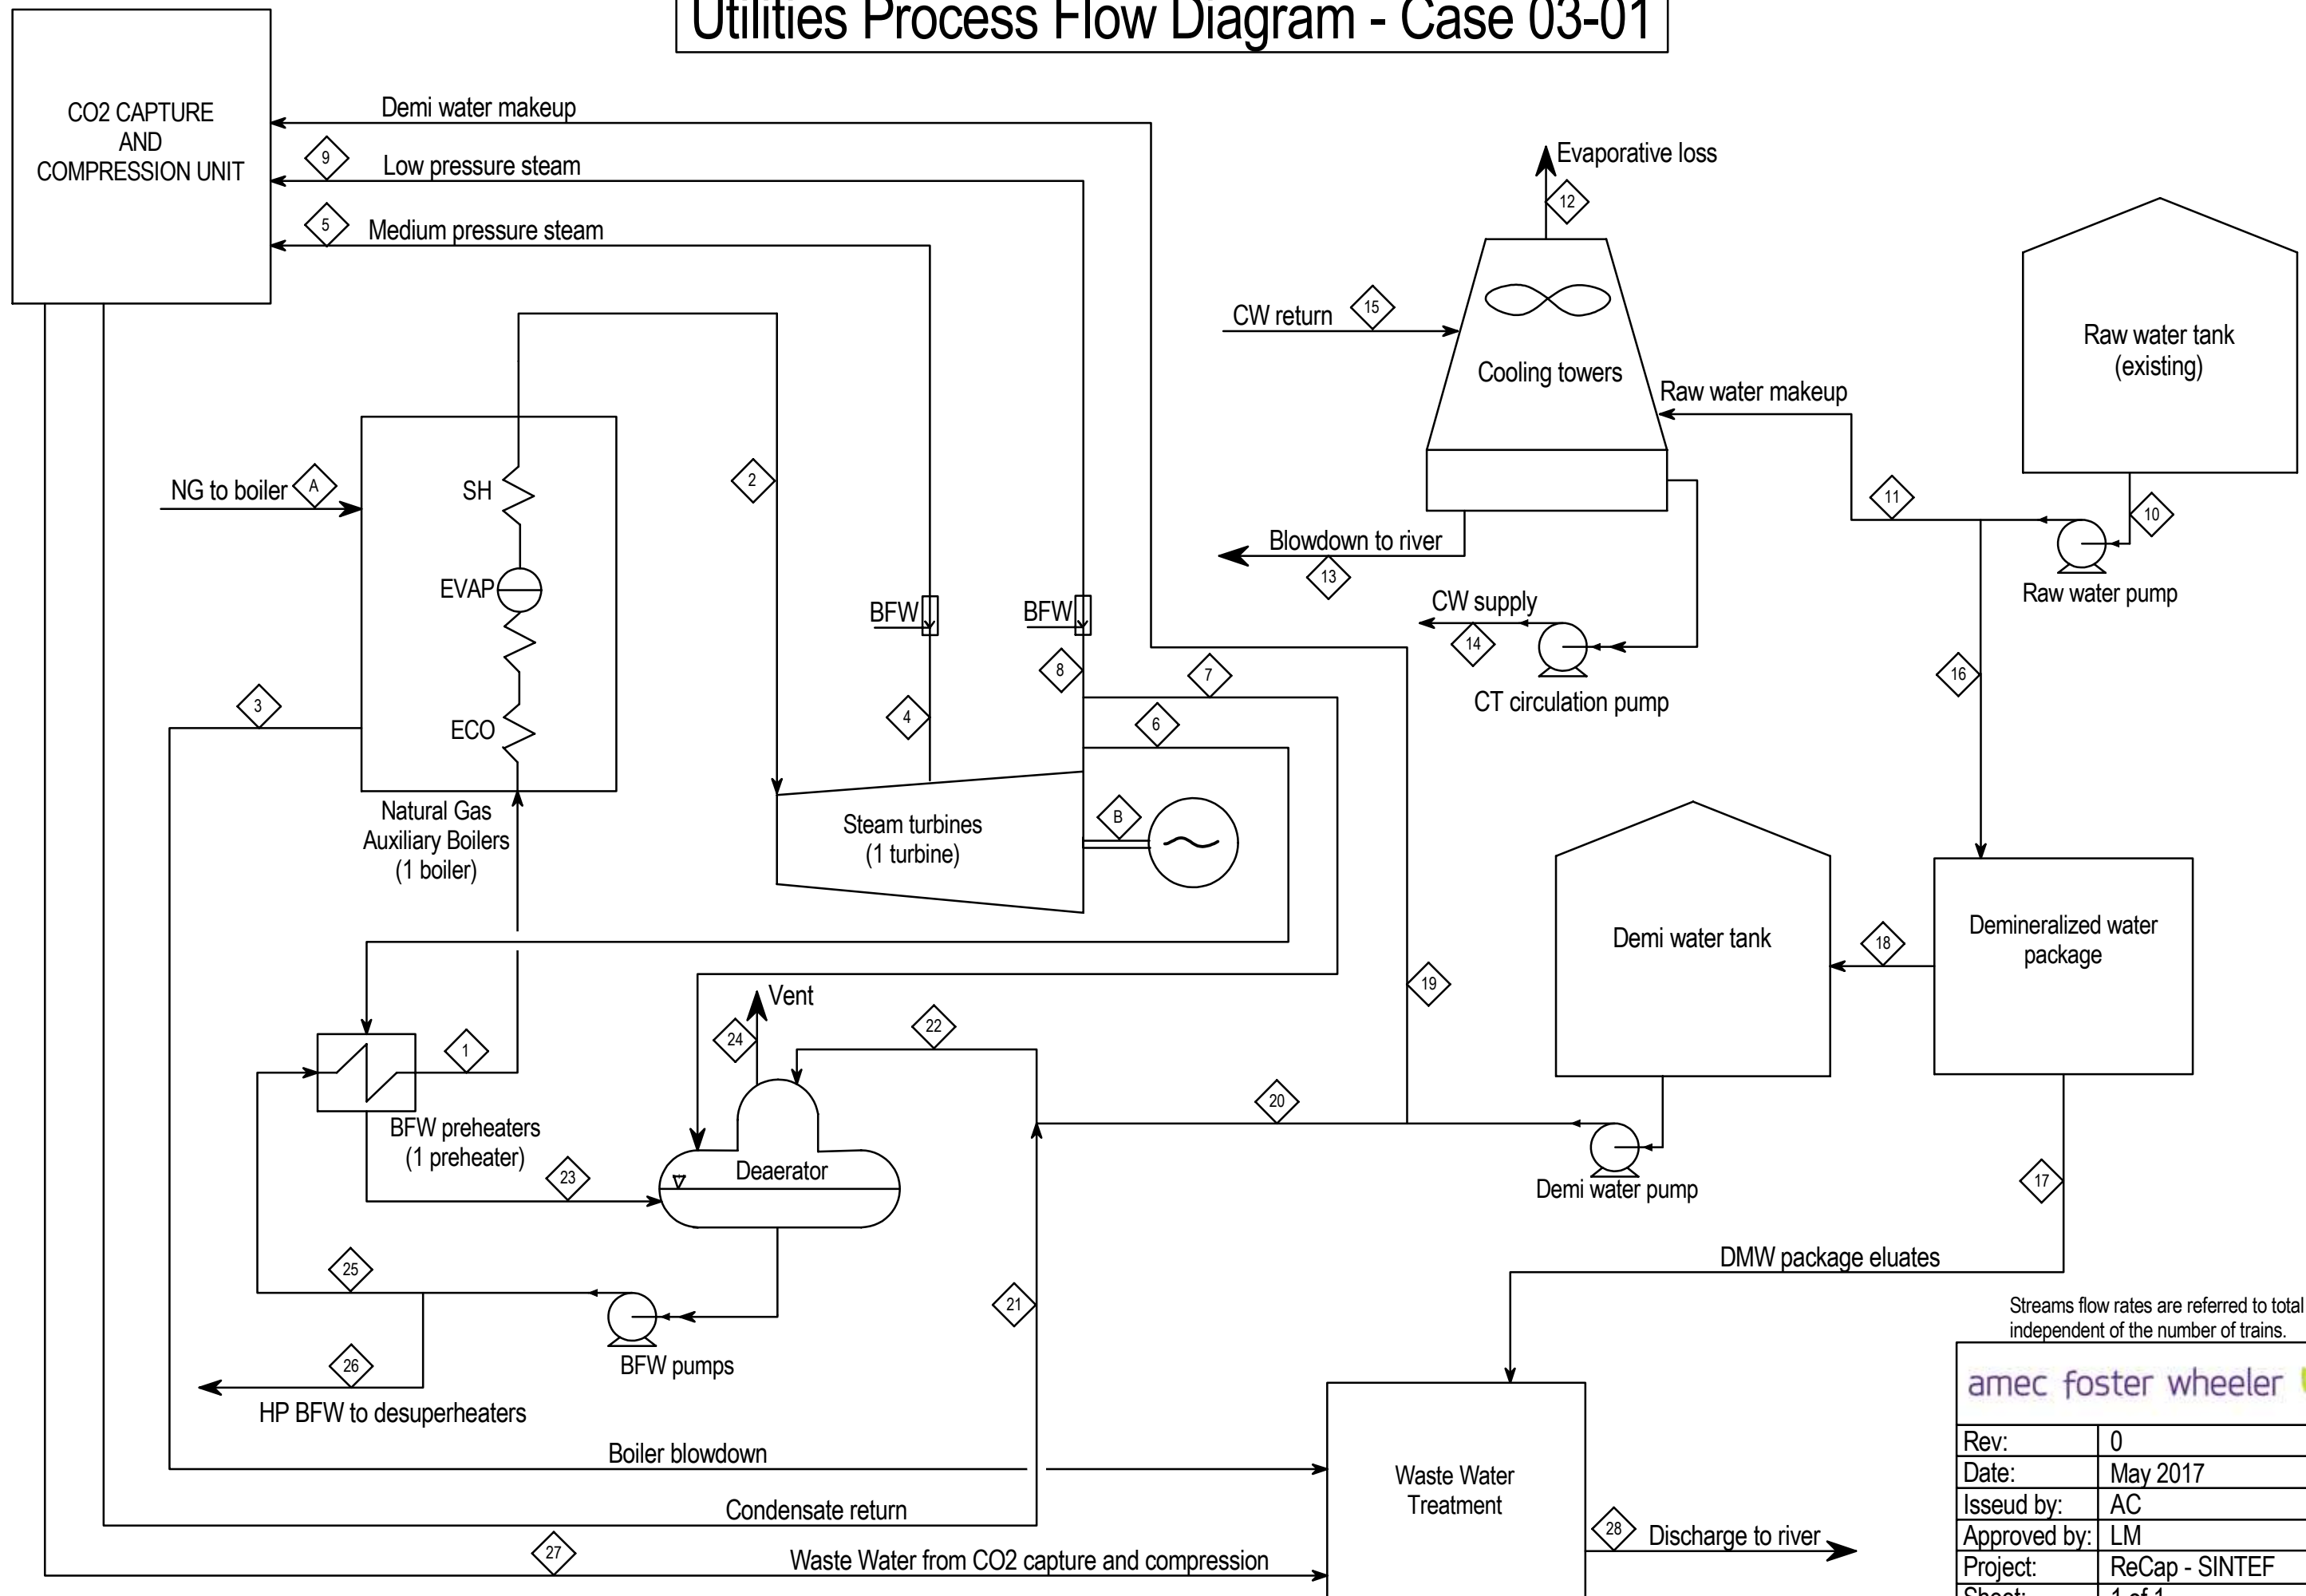 Utilities Process Flow Diagram - Case 03-01
CO2 CAPTURE
AND
COMPRESSION UNIT
Demi water makeup
9
Low pressure steam
5
Medium pressure steam
Evaporative loss
12
CW return
15
Cooling towers
Raw water makeup
Raw water tank
(existing)
NG to boiler
A
SH
EVAP
ECO
2
3
Natural Gas
Auxiliary Boilers
(1 boiler)
BFW
BFW
4
8
7
6
Steam turbines
(1 turbine)
B
Blowdown to river
13
CW supply
14
CT circulation pump
11
10
Raw water pump
16
Demi water tank
18
Demineralized water
package
19
Vent
24
22
1
BFW preheaters
(1 preheater)
23
Deaerator
20
Demi water pump
17
DMW package eluates
25
26
BFW pumps
HP BFW to desuperheaters
21
Boiler blowdown
Condensate return
27
Waste Water from CO2 capture and compression
Waste Water
Treatment
28
Discharge to river
Streams flow rates are referred to total
independent of the number of trains.
amec foster wheeler
Rev: 0
Date: May 2017
Isseud by: AC
Approved by: LM
Project: ReCap - SINTEF
Sheet: 1 of 1